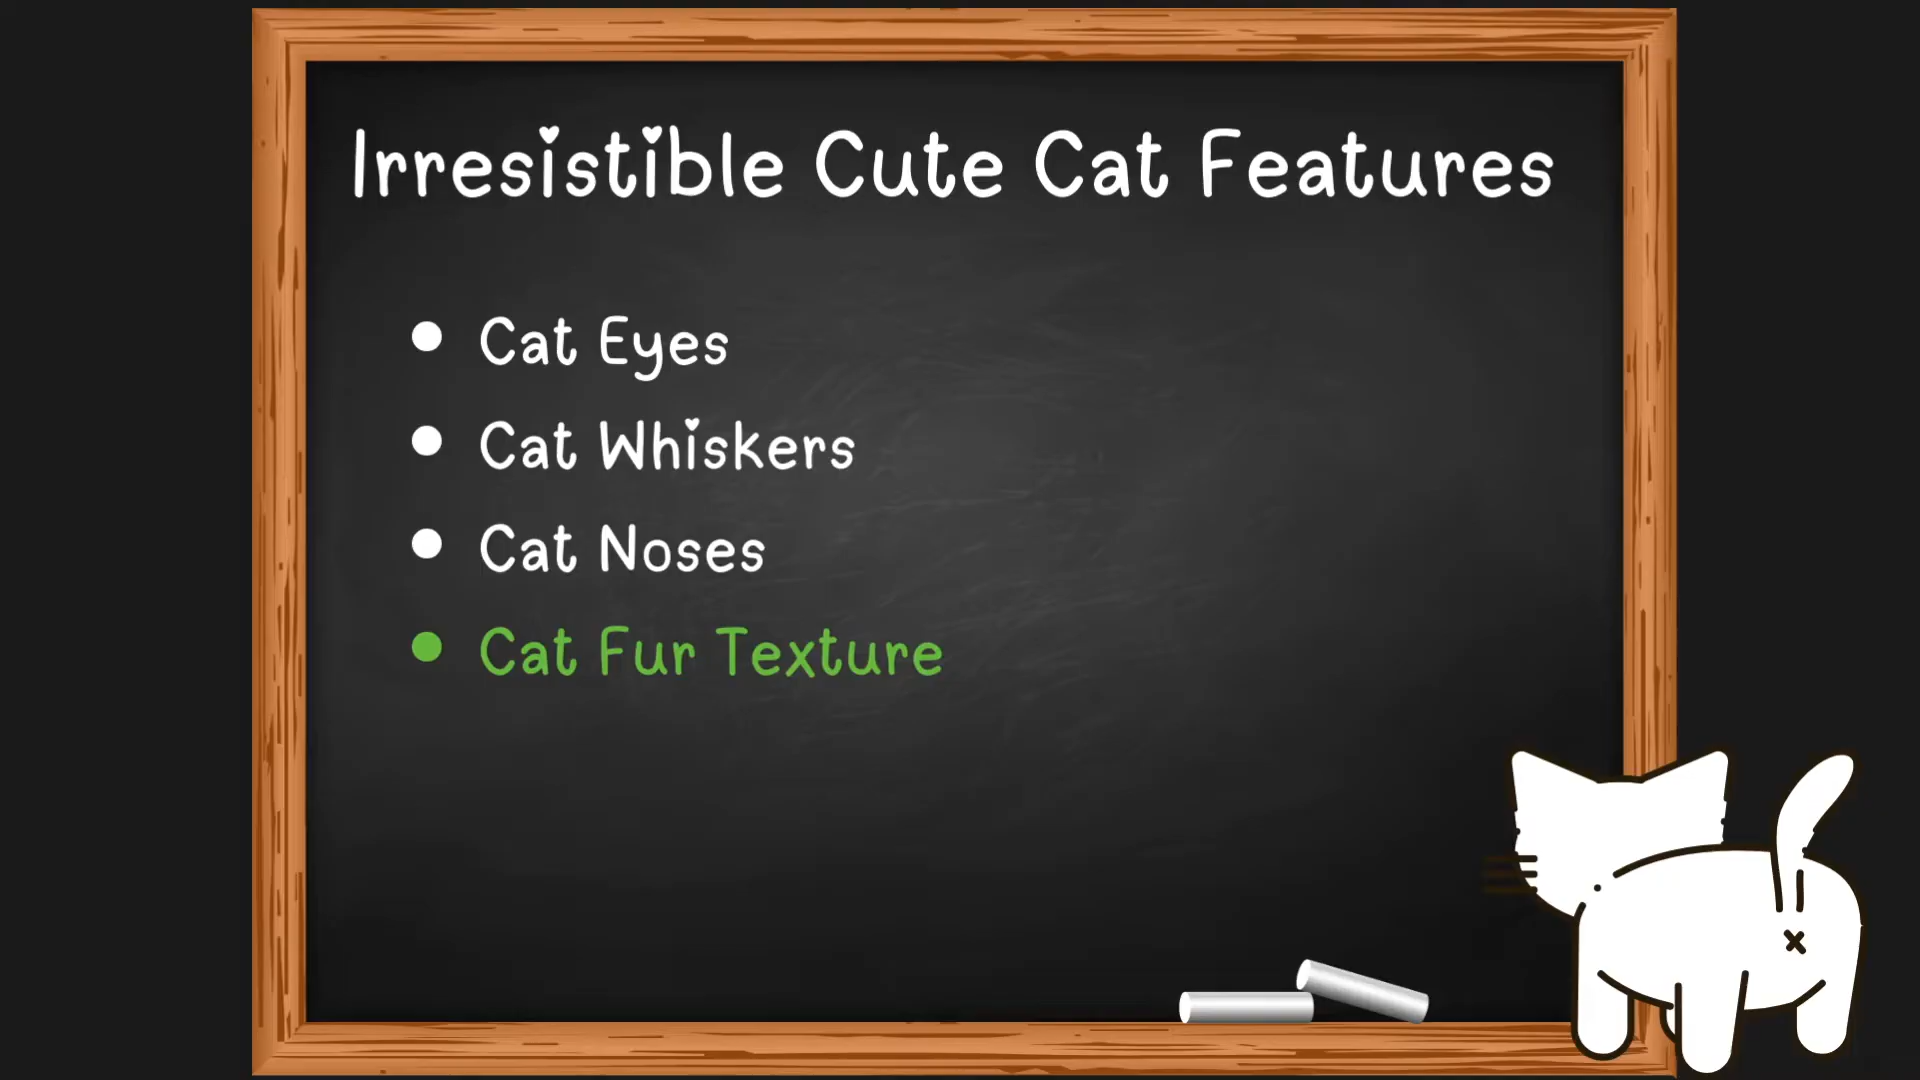 Irresistible Cute Cat Features
Cat Eyes
Cat Whiskers
Cat Noses
Cat Fur Texture